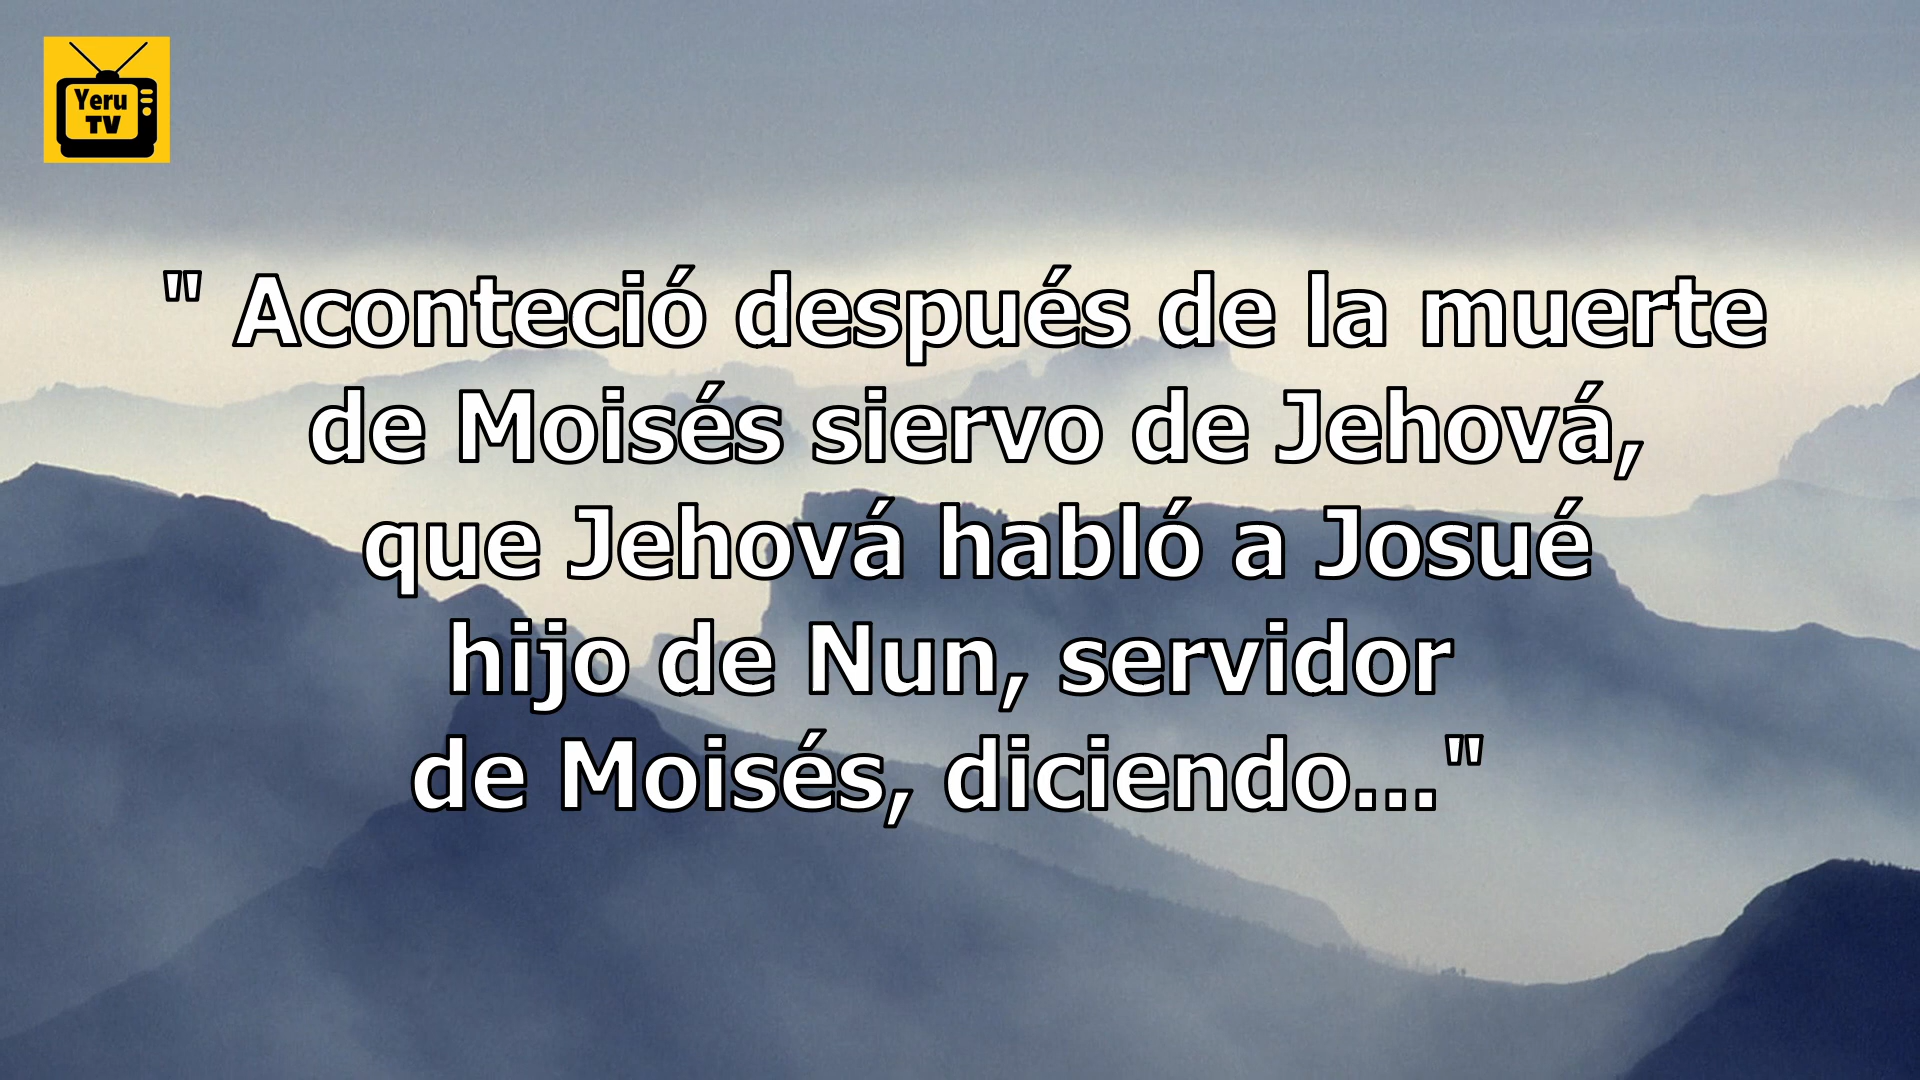 Yeru
TV
" Aconteció después de la muerte
de Moisés siervo de Jehová,
que Jehová habló a Josué
hijo de Nun, servidor
de Moisés, diciendo..."